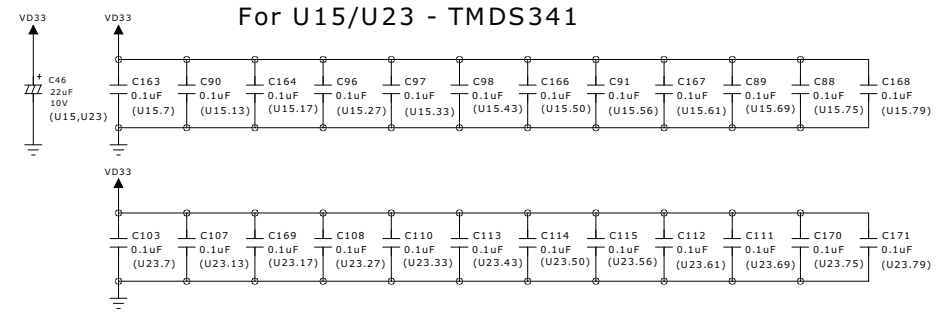 For U15/U23 - TMDS341
VD33 VD33
+
C46
22uF
10V
(U15,U23)
C163 C90 C164 C96 C97 C98 C166 C91 C167 C89 C88 C168
0.1uF 0.1uF 0.1uF 0.1uF 0.1uF 0.1uF 0.1uF 0.1uF 0.1uF 0.1uF 0.1uF 0.1uF
(U15.7) (U15.13) (U15.17) (U15.27) (U15.33) (U15.43) (U15.50) (U15.56) (U15.61) (U15.69) (U15.75) (U15.79)
VD33
C103 C107 C169 C108 C110 C113 C114 C115 C112 C111 C170 C171
0.1uF 0.1uF 0.1uF 0.1uF 0.1uF 0.1uF 0.1uF 0.1uF 0.1uF 0.1uF 0.1uF 0.1uF
(U23.7) (U23.13) (U23.17) (U23.27) (U23.33) (U23.43) (U23.50) (U23.56) (U23.61) (U23.69) (U23.75) (U23.79)